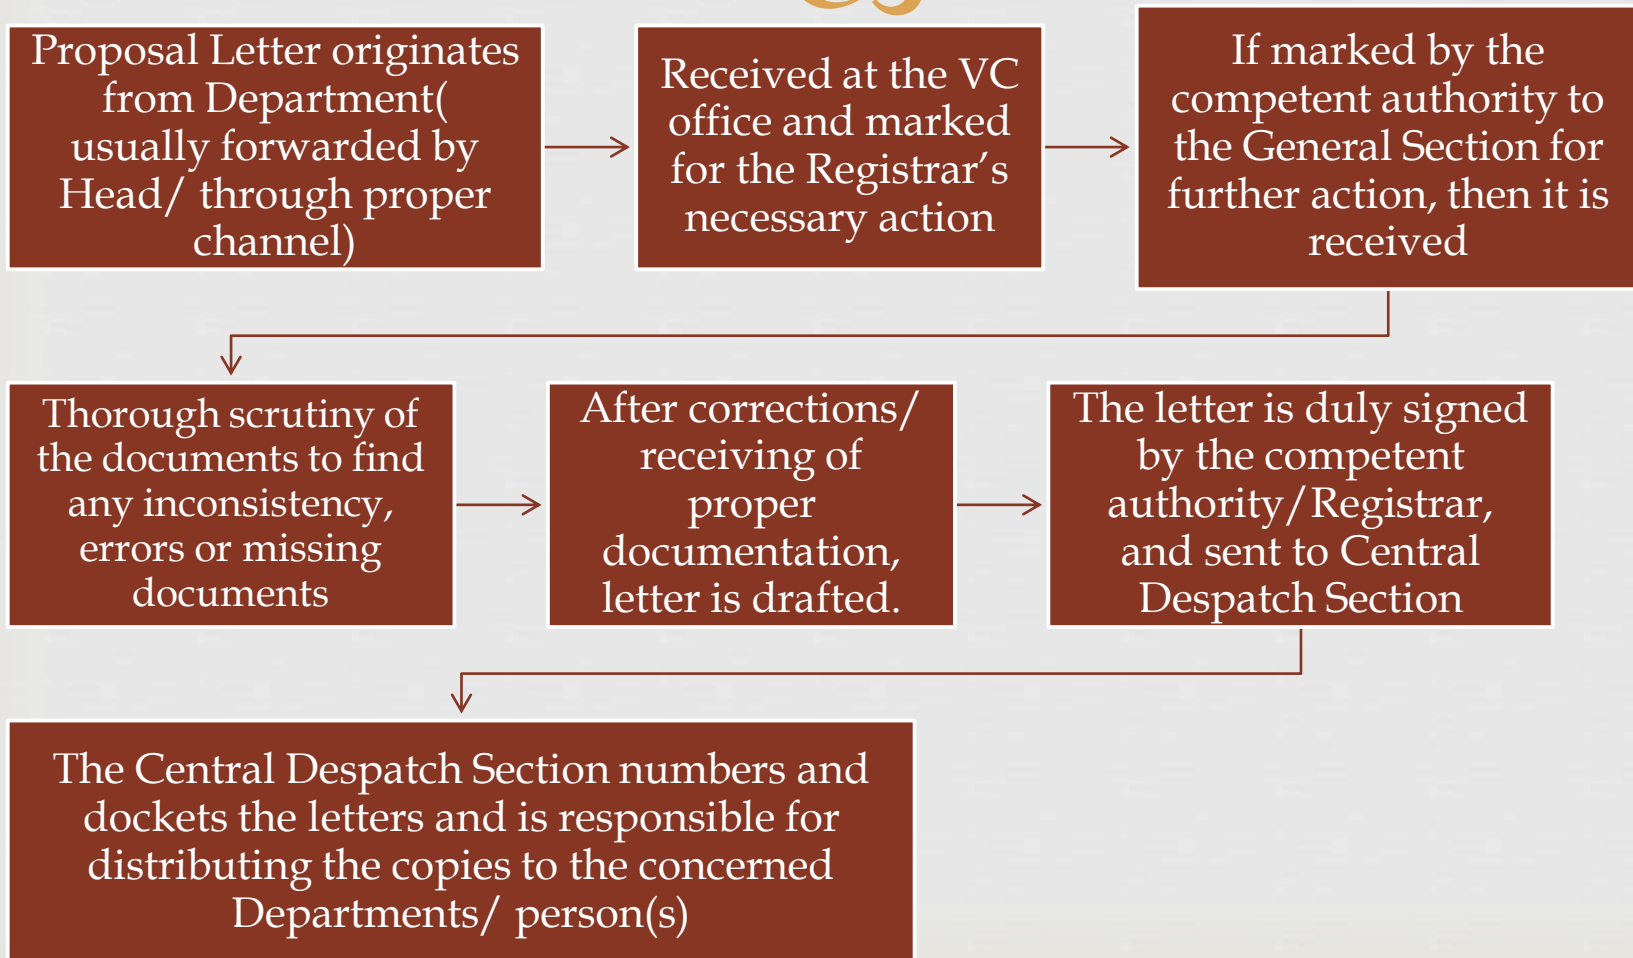 Proposal Letter originates
from Department(
usually forwarded by
Head/ through proper
channel)
Received at the VC
office and marked
for the Registrar’s
necessary action
If marked by the
competent authority to
the General Section for
further action, then it is
received
Thorough scrutiny of
the documents to find
any inconsistency,
errors or missing
documents
After corrections/
receiving of
proper
documentation,
letter is drafted.
The letter is duly signed
by the competent
authority/Registrar,
and sent to Central
Despatch Section
The Central Despatch Section numbers and
dockets the letters and is responsible for
distributing the copies to the concerned
Departments/ person(s)